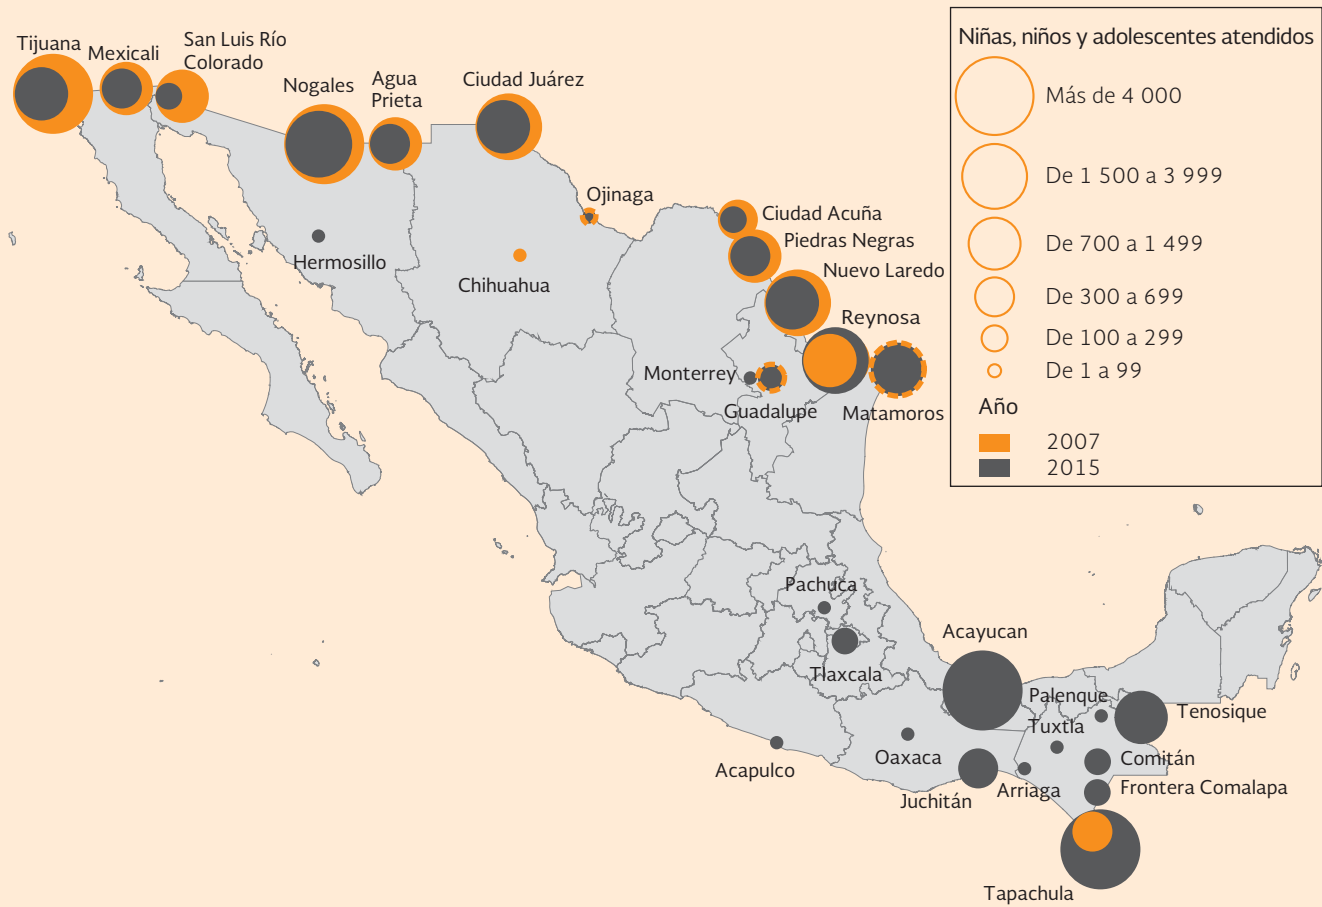 Tijuana
Mexicali
San Luis Río
Colorado
Nogales
Agua
Prieta
Ciudad Juárez
Ojinaga
Hermosillo
Chihuahua
Ciudad Acuña
Piedras Negras
Nuevo Laredo
Reynosa
Monterrey
Guadalupe
Matamoros
Pachuca
Tlaxcala
Acayucan
Palenque
Tenosique
Tuxtla
Oaxaca
Comitán
Acapulco
Frontera Comalapa
Arriaga
Juchitán
Tapachula
Niñas, niños y adolescentes atendidos
Más de 4 000
De 1 500 a 3 999
De 700 a 1 499
De 300 a 699
De 100 a 299
De 1 a 99
Año
2007
2015